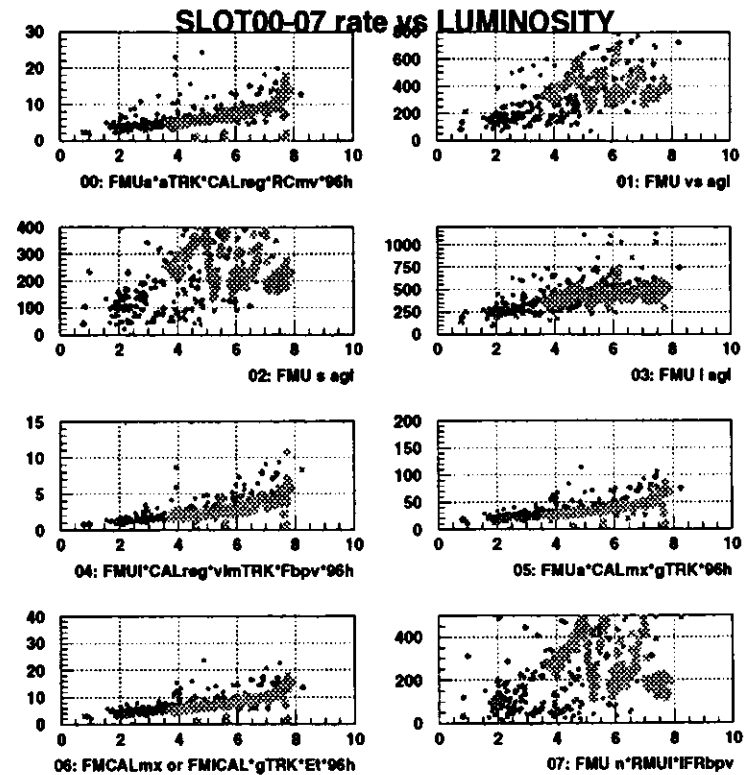 SLOT00-07 rate vs LUMINOSITY
30
20
10
0
0 2 4 6 8 10
00: FMUa*aTRK*CALreg*RCmv*96h
800
600
400
200
0
0 2 4 6 8 10
01: FMU vs agl
400
300
200
100
0
0 2 4 6 8 10
02: FMU s agl
1000
750
500
250
0
0 2 4 6 8 10
03: FMU l agl
15
10
5
0
0 2 4 6 8 10
04: FMUl*CALreg*vlmTRK*Fbpv*96h
200
150
100
50
0
0 2 4 6 8 10
05: FMUa*CALmx*gTRK*96h
40
30
20
10
0
0 2 4 6 8 10
06: FMCALmx or FMICAL*gTRK*Et*96h
400
200
0
0 2 4 6 8 10
07: FMU n*RMUI*IFRbpv